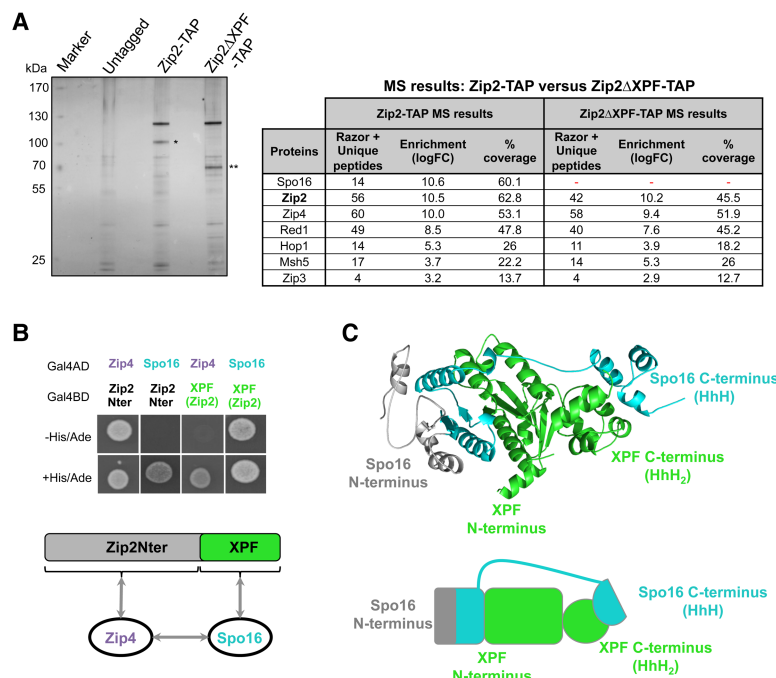 A
Marker
Untagged
Zip2-TAP
Zip2ΔXPF
-TAP
kDa
170
130
100
70
55
25
*
**
MS results: Zip2-TAP versus Zip2ΔXPF-TAP
Zip2-TAP MS results Zip2ΔXPF-TAP MS results
Proteins Razor + Unique peptides Enrichment (logFC) % coverage Razor + Unique peptides Enrichment (logFC) % coverage
Spo16 14 10.6 60.1 - - -
Zip2 56 10.5 62.8 42 10.2 45.5
Zip4 60 10.0 53.1 58 9.4 51.9
Red1 49 8.5 47.8 40 7.6 45.2
Hop1 14 5.3 26 11 3.9 18.2
Msh5 17 3.7 22.2 14 5.3 26
Zip3 4 3.2 13.7 4 2.9 12.7
B
Gal4AD Zip4 Spo16 Zip4 Spo16
Gal4BD Zip2 Nter Zip2 Nter XPF (Zip2) XPF (Zip2)
-His/Ade
+His/Ade
Zip2Nter XPF
Zip4 Spo16
C
Spo16 C-terminus
(HhH)
Spo16
N-terminus
XPF C-terminus
(HhH2)
XPF
N-terminus
Spo16
N-terminus
Spo16 C-terminus
(HhH)
XPF C-terminus
(HhH2)
XPF
N-terminus